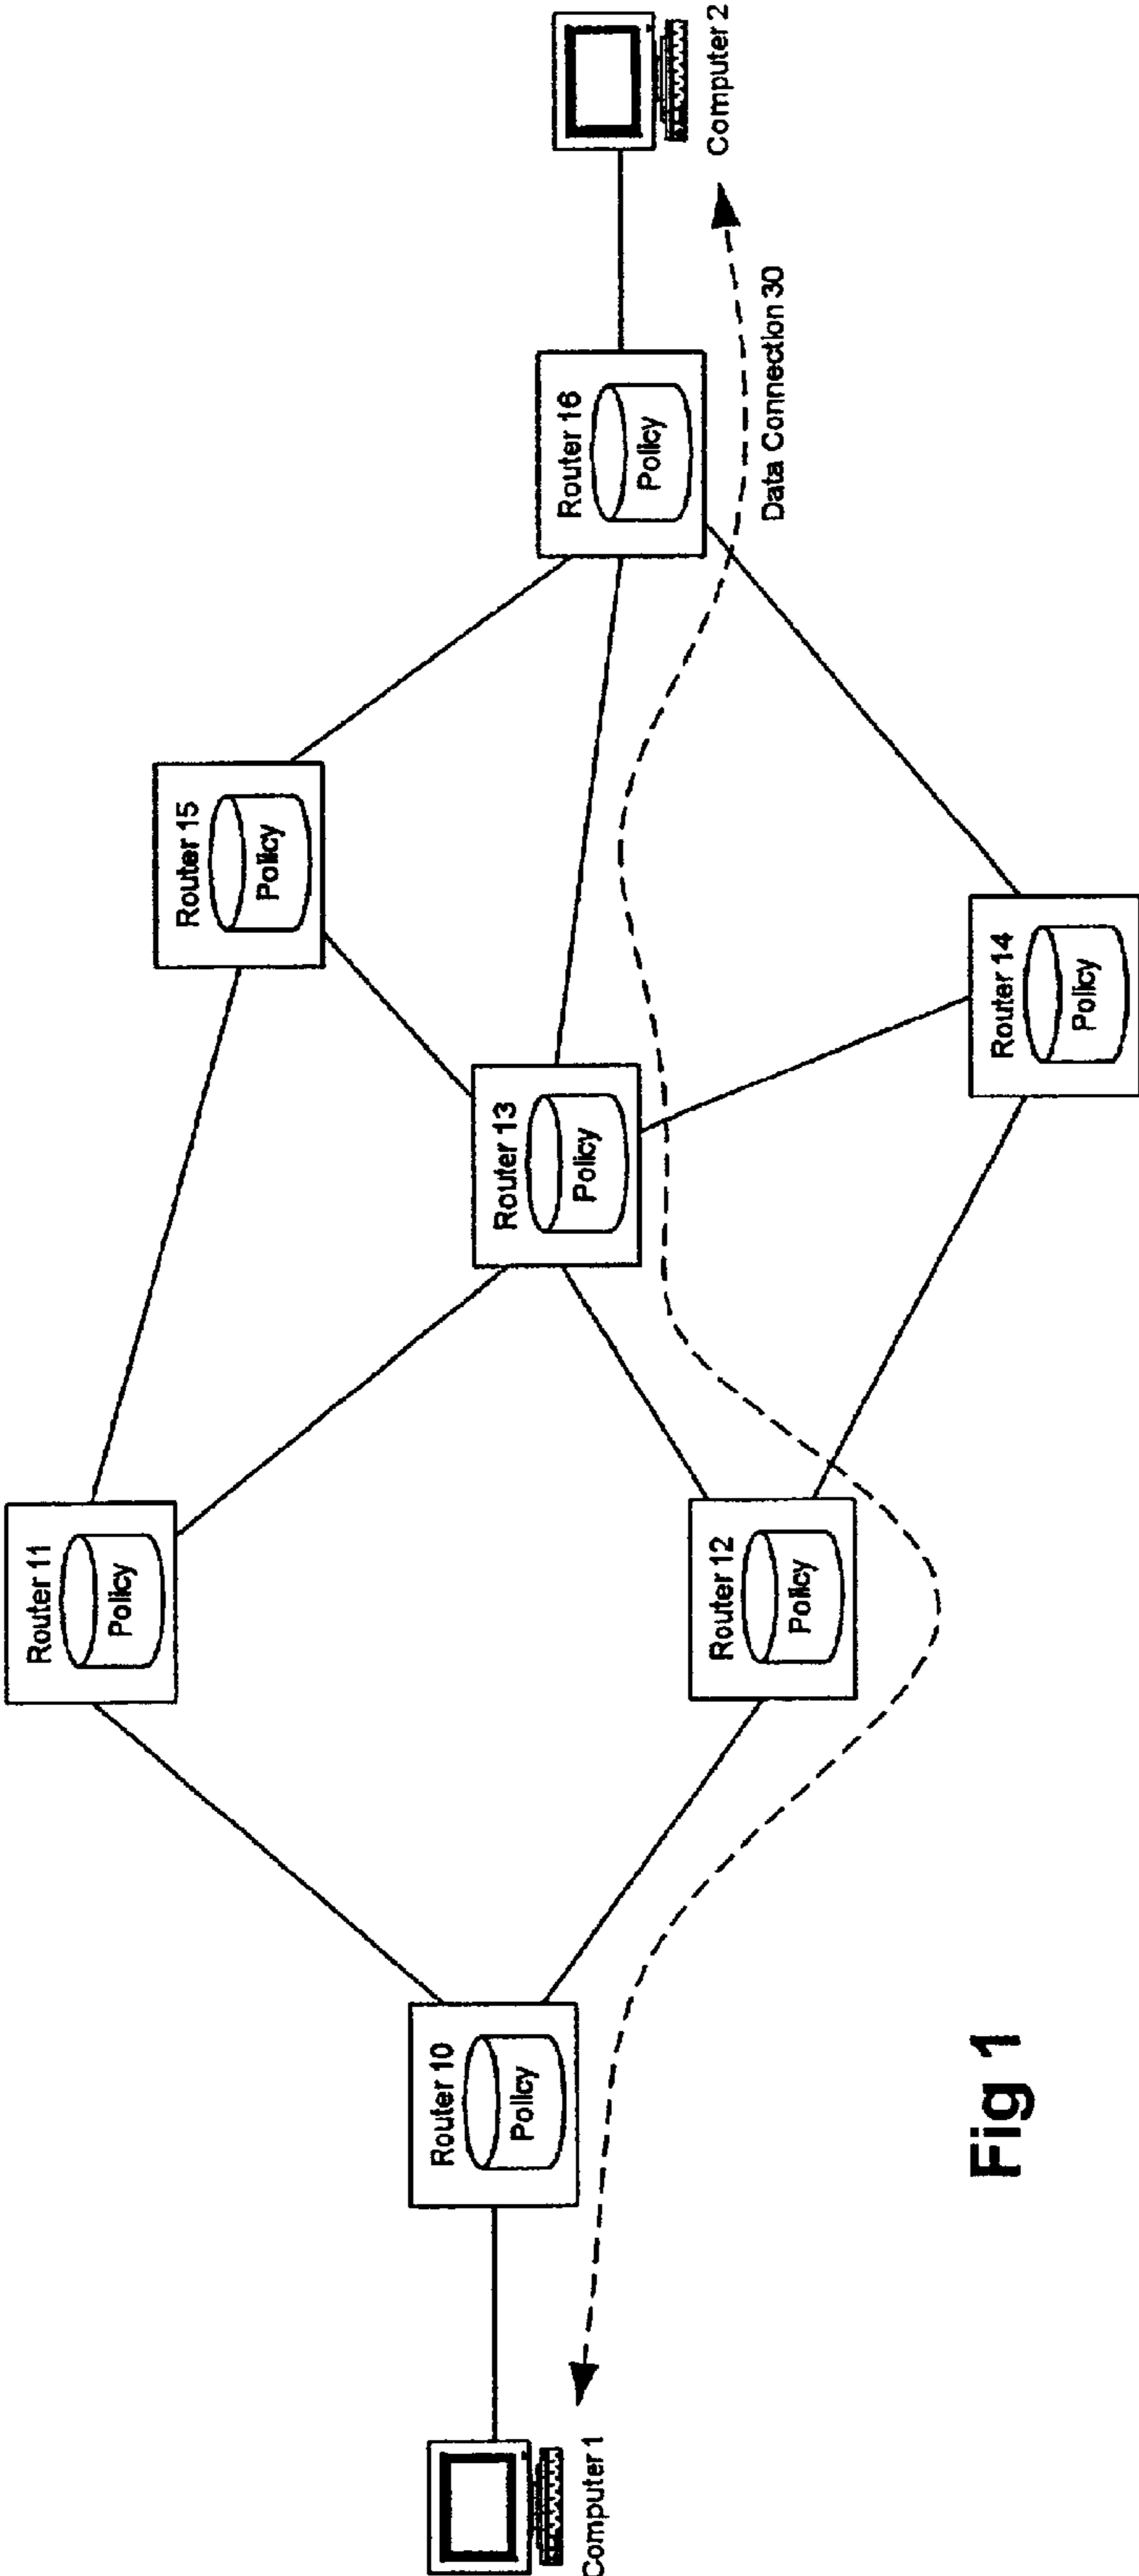 Router 11
Policy
Router 15
Policy
Router 10
Policy
Router 13
Policy
Router 16
Policy
Computer 1
Router 12
Policy
Computer 2
Data Connection 30
Router 14
Policy
Fig 1